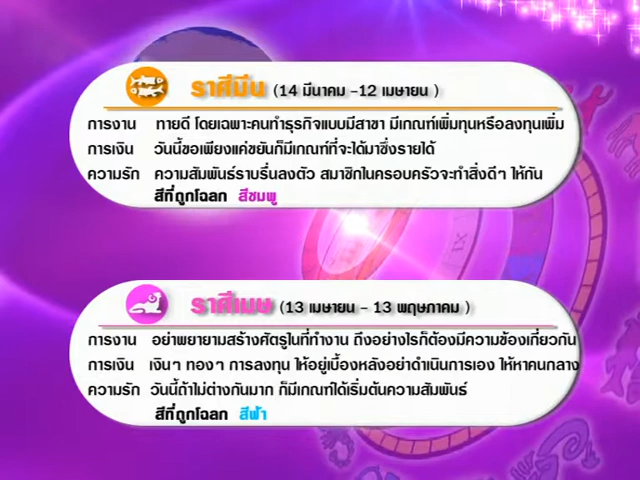 ราศีมีน (14 มีนาคม -12 เมษายน )
การงาน ทายดี โดยเฉพาะคนทำธุรกิจแบบมีสาขา มีเกณฑ์เพิ่มทุนหรือลงทุนเพิ่ม
การเงิน วันนี้ขอเพียงแค่ขยันก็มีเกณฑ์ที่จะได้มาซึ่งรายได้
ความรัก ความสัมพันธ์ราบรื่นลงตัว สมาชิกในครอบครัวจะทำสิ่งดีๆ ให้กัน
สีที่ถูกโฉลก สีชมพู
ราศีเมษ (13 เมษายน - 13 พฤษภาคม )
การงาน อย่าพยายามสร้างศัตรูในที่ทำงาน ถึงอย่างไรก็ต้องมีความข้องเกี่ยวกัน
การเงิน เงินๆ ทองๆ การลงทุน ให้อยู่เบื้องหลังอย่าดำเนินการเอง ให้หาคนกลาง
ความรัก วันนี้ถ้าไม่ต่างกันมาก ก็มีเกณฑ์ได้เริ่มต้นความสัมพันธ์
สีที่ถูกโฉลก สีฟ้า